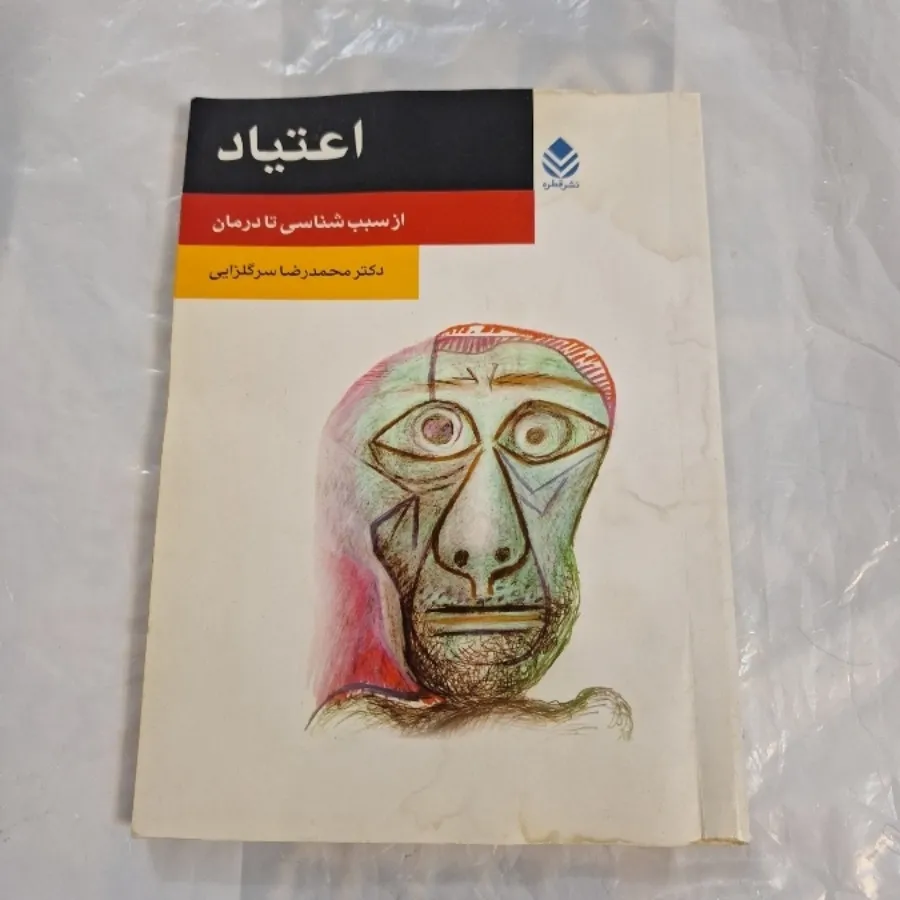 اعتیاد
از سبب شناسی تا درمان
دکتر محمدرضا سرگلزایی
نشر قطره